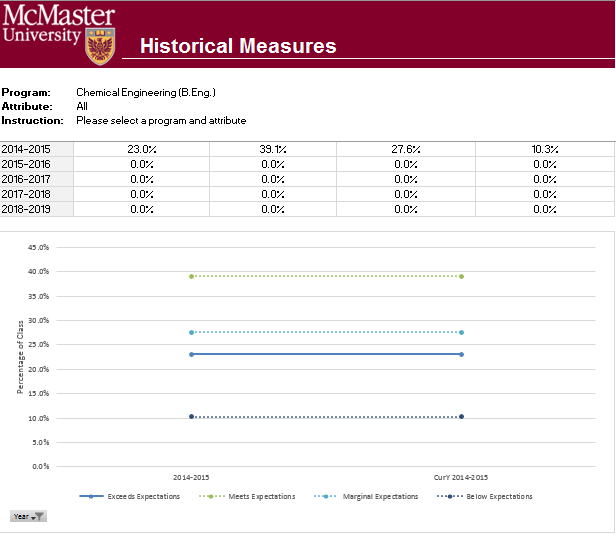 McMaster
University
Historical Measures
Program: Chemical Engineering (B.Eng.)
Attribute: All
Instruction: Please select a program and attribute
2014-2015 23.0% 39.1% 27.6% 10.3%
2015-2016 0.0% 0.0% 0.0% 0.0%
2016-2017 0.0% 0.0% 0.0% 0.0%
2017-2018 0.0% 0.0% 0.0% 0.0%
2018-2019 0.0% 0.0% 0.0% 0.0%
45.0%
40.0%
35.0%
30.0%
25.0%
20.0%
15.0%
10.0%
5.0%
0.0%
Percentage of Class
2014-2015 CurY 2014-2015
Exceeds Expectations Meets Expectations Marginal Expectations Below Expectations
Year